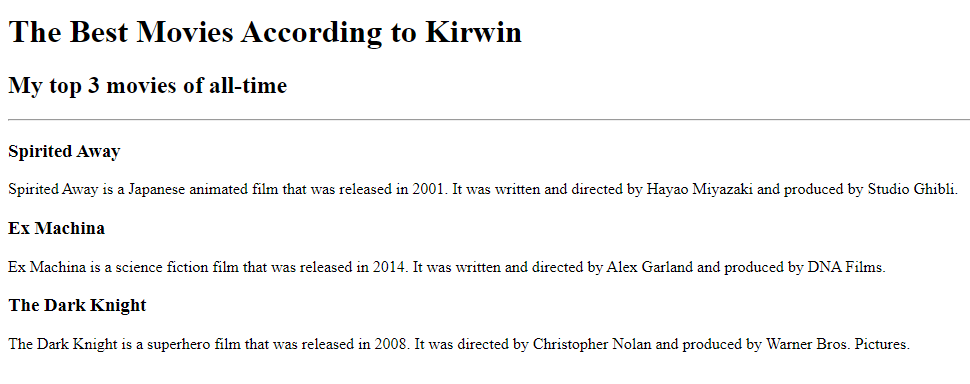 The Best Movies According to Kirwin
My top 3 movies of all-time
Spirited Away
Spirited Away is a Japanese animated film that was released in 2001. It was written and directed by Hayao Miyazaki and produced by Studio Ghibli.
Ex Machina
Ex Machina is a science fiction film that was released in 2014. It was written and directed by Alex Garland and produced by DNA Films.
The Dark Knight
The Dark Knight is a superhero film that was released in 2008. It was directed by Christopher Nolan and produced by Warner Bros. Pictures.